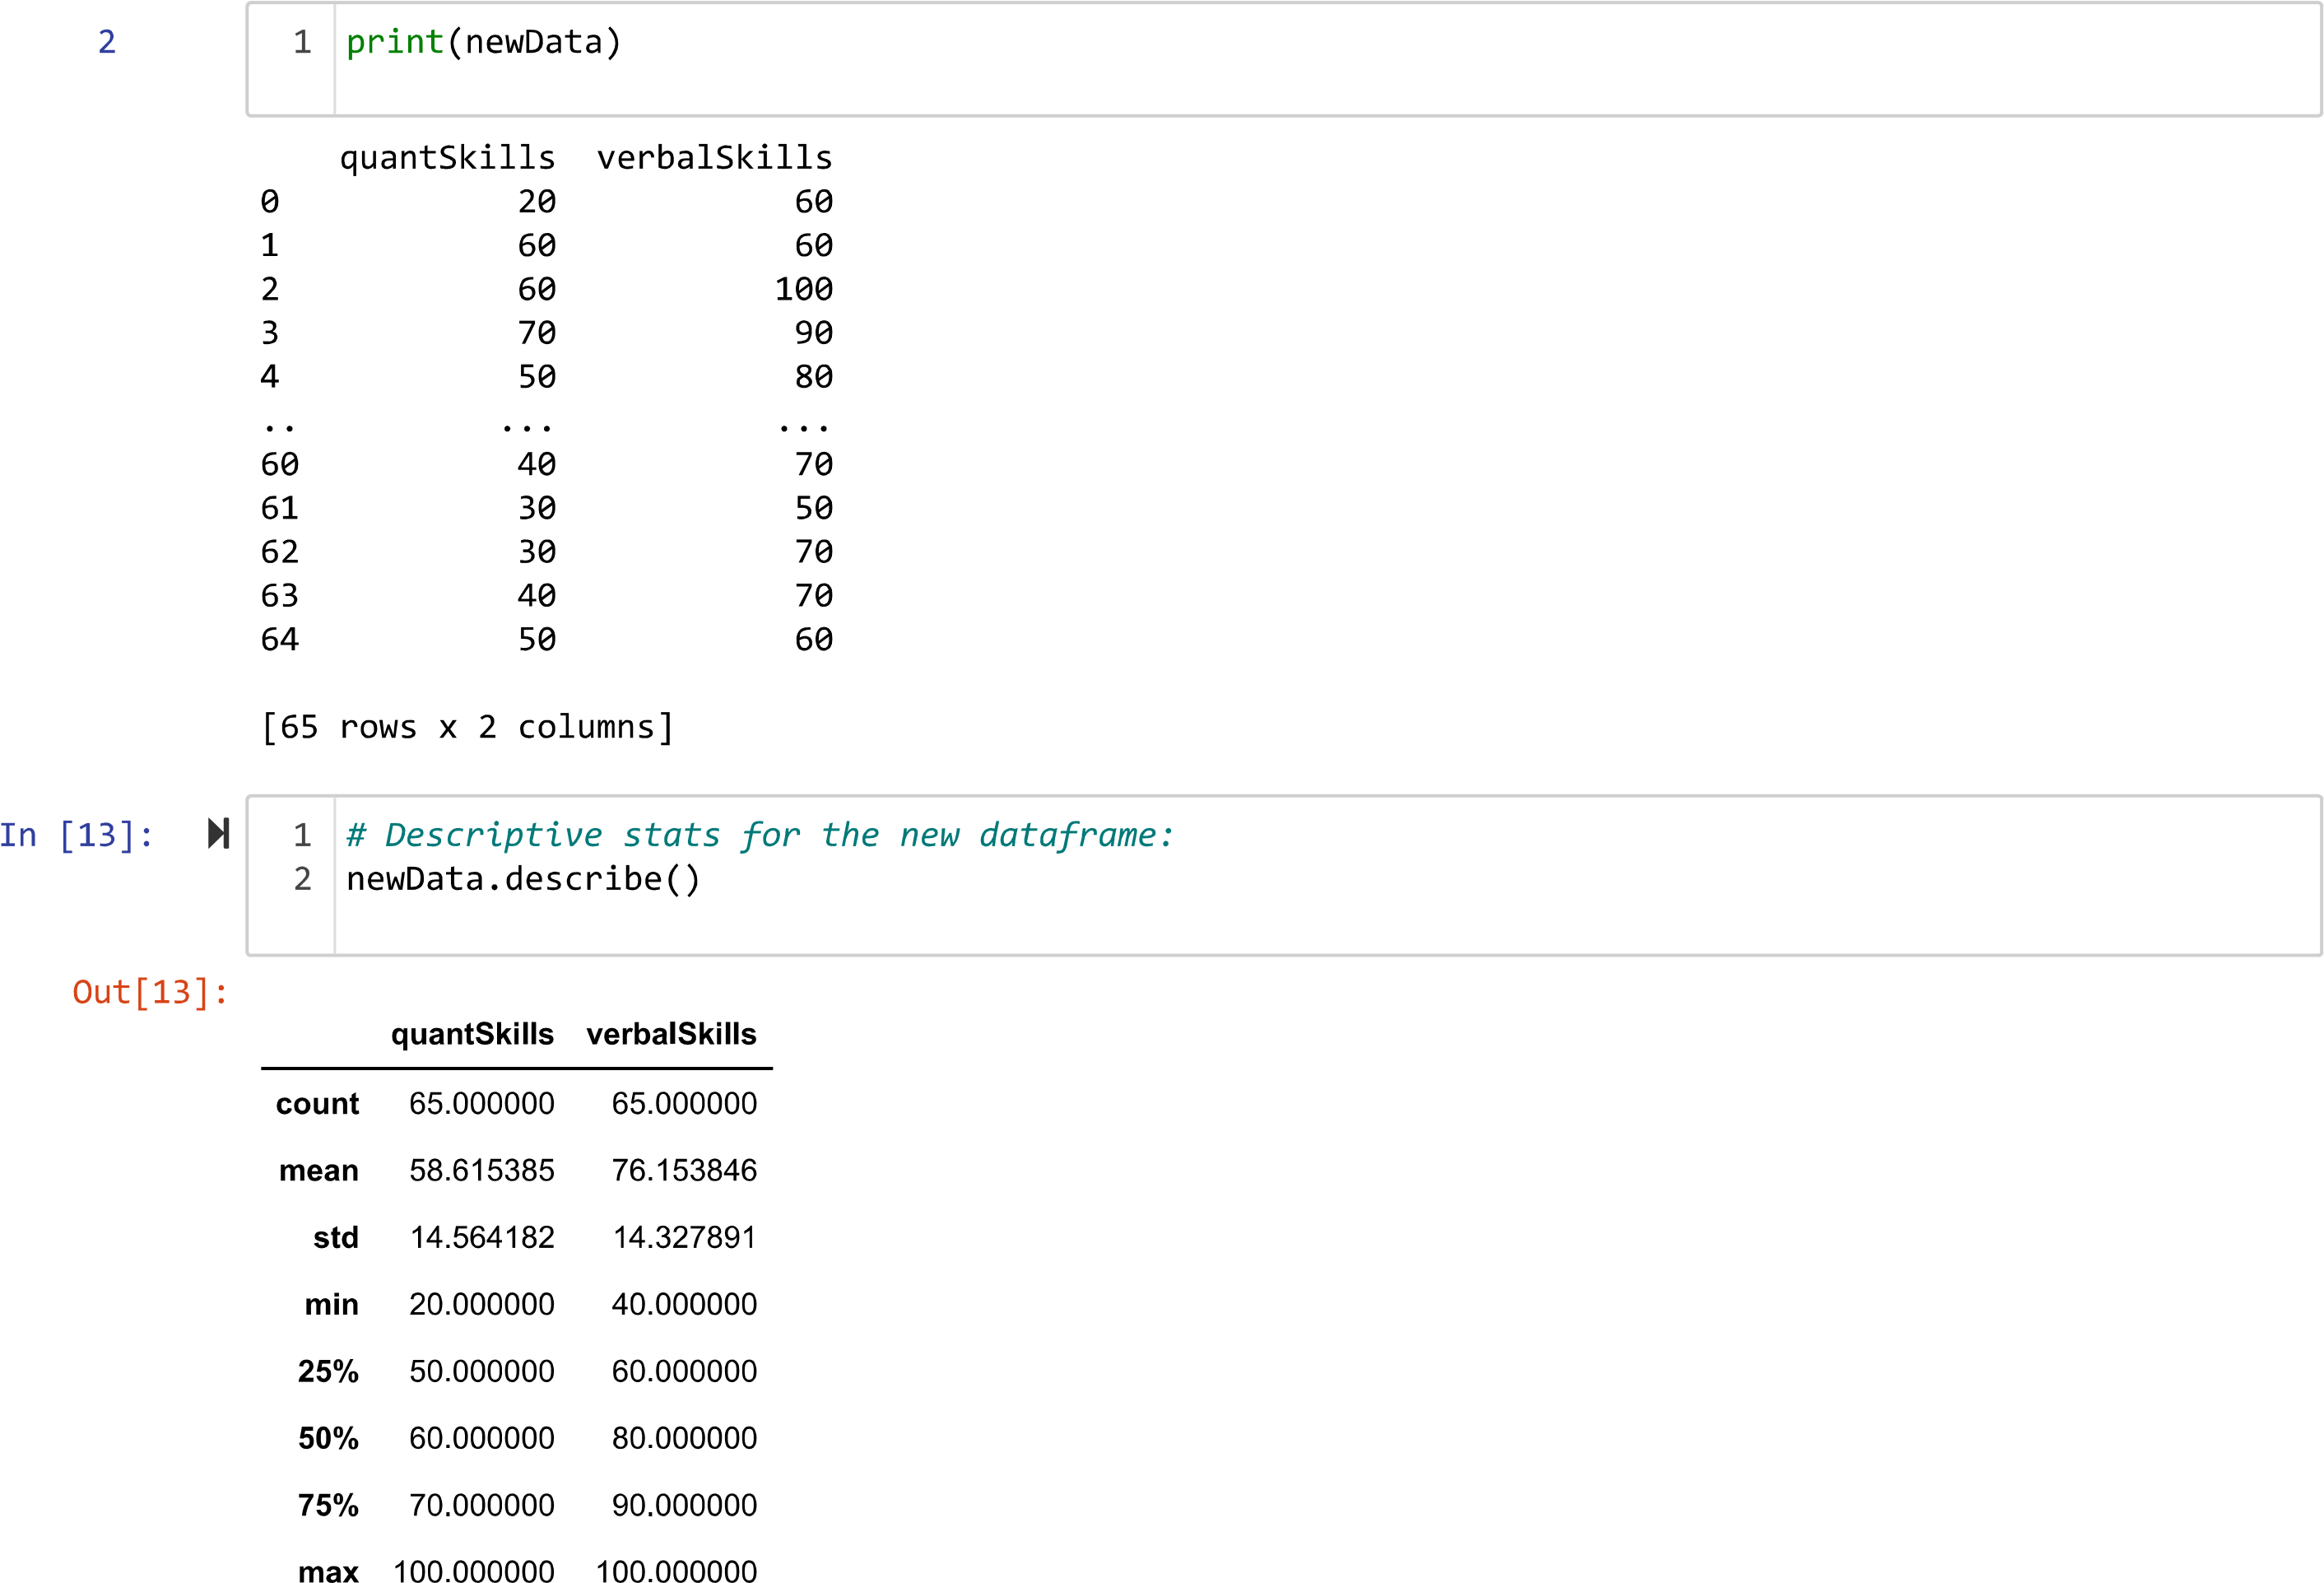 2 1 print(newData)
quantSkills verbalSkills
0 20 60
1 60 60
2 60 100
3 70 90
4 50 80
.. ... ...
60 40 70
61 30 50
62 30 70
63 40 70
64 50 60
[65 rows x 2 columns]
In [13]: 1 # Descriptive stats for the new dataframe:
2 newData.describe()
Out[13]:
quantSkills verbalSkills
count 65.000000 65.000000
mean 58.615385 76.153846
std 14.564182 14.327891
min 20.000000 40.000000
25% 50.000000 60.000000
50% 60.000000 80.000000
75% 70.000000 90.000000
max 100.000000 100.000000